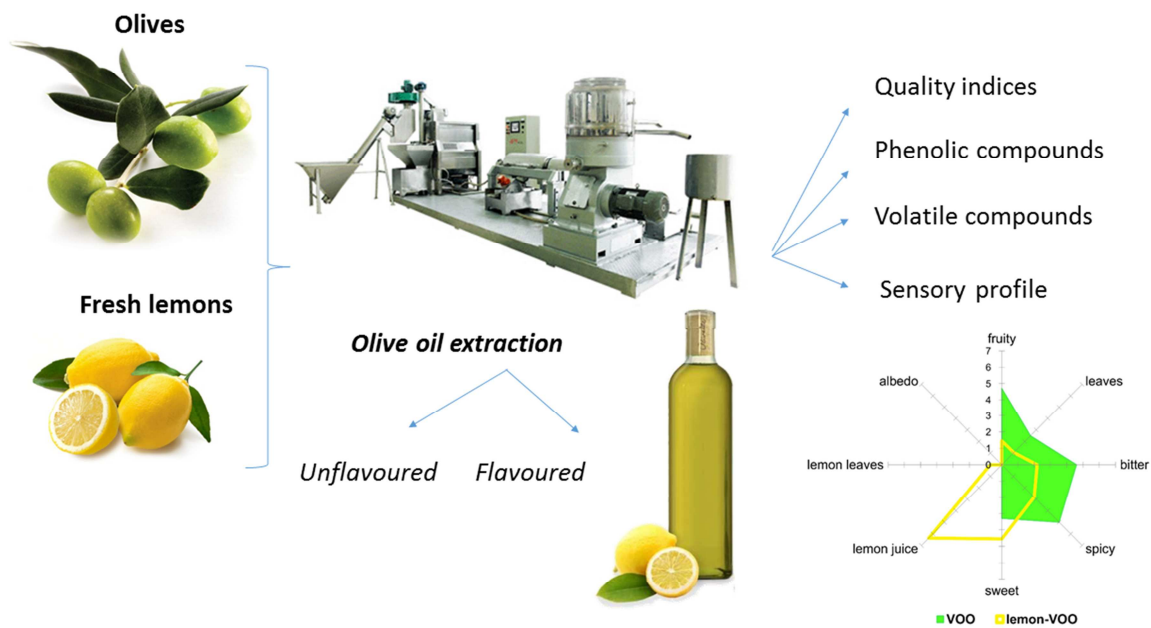 Olives
Fresh lemons
Olive oil extraction
Unflavoured
Flavoured
Quality indices
Phenolic compounds
Volatile compounds
Sensory profile
fruity
7
6
5
4
3
2
1
0
albedo
leaves
lemon leaves
bitter
lemon juice
spicy
sweet
VOO
lemon-VOO